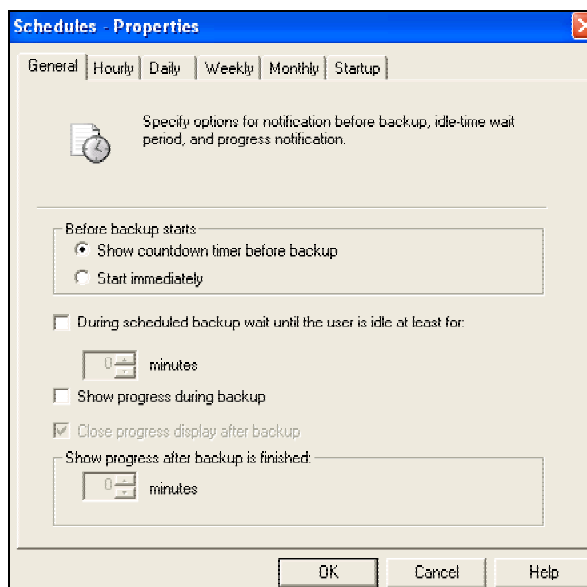 Schedules - Properties
General Hourly Daily Weekly Monthly Startup
Specify options for notification before backup, idle-time wait
period, and progress notification.
Before backup starts
Show countdown timer before backup
Start immediately
During scheduled backup wait until the user is idle at least for:
0 minutes
Show progress during backup
Close progress display after backup
Show progress after backup is finished:
0 minutes
OK Cancel Help